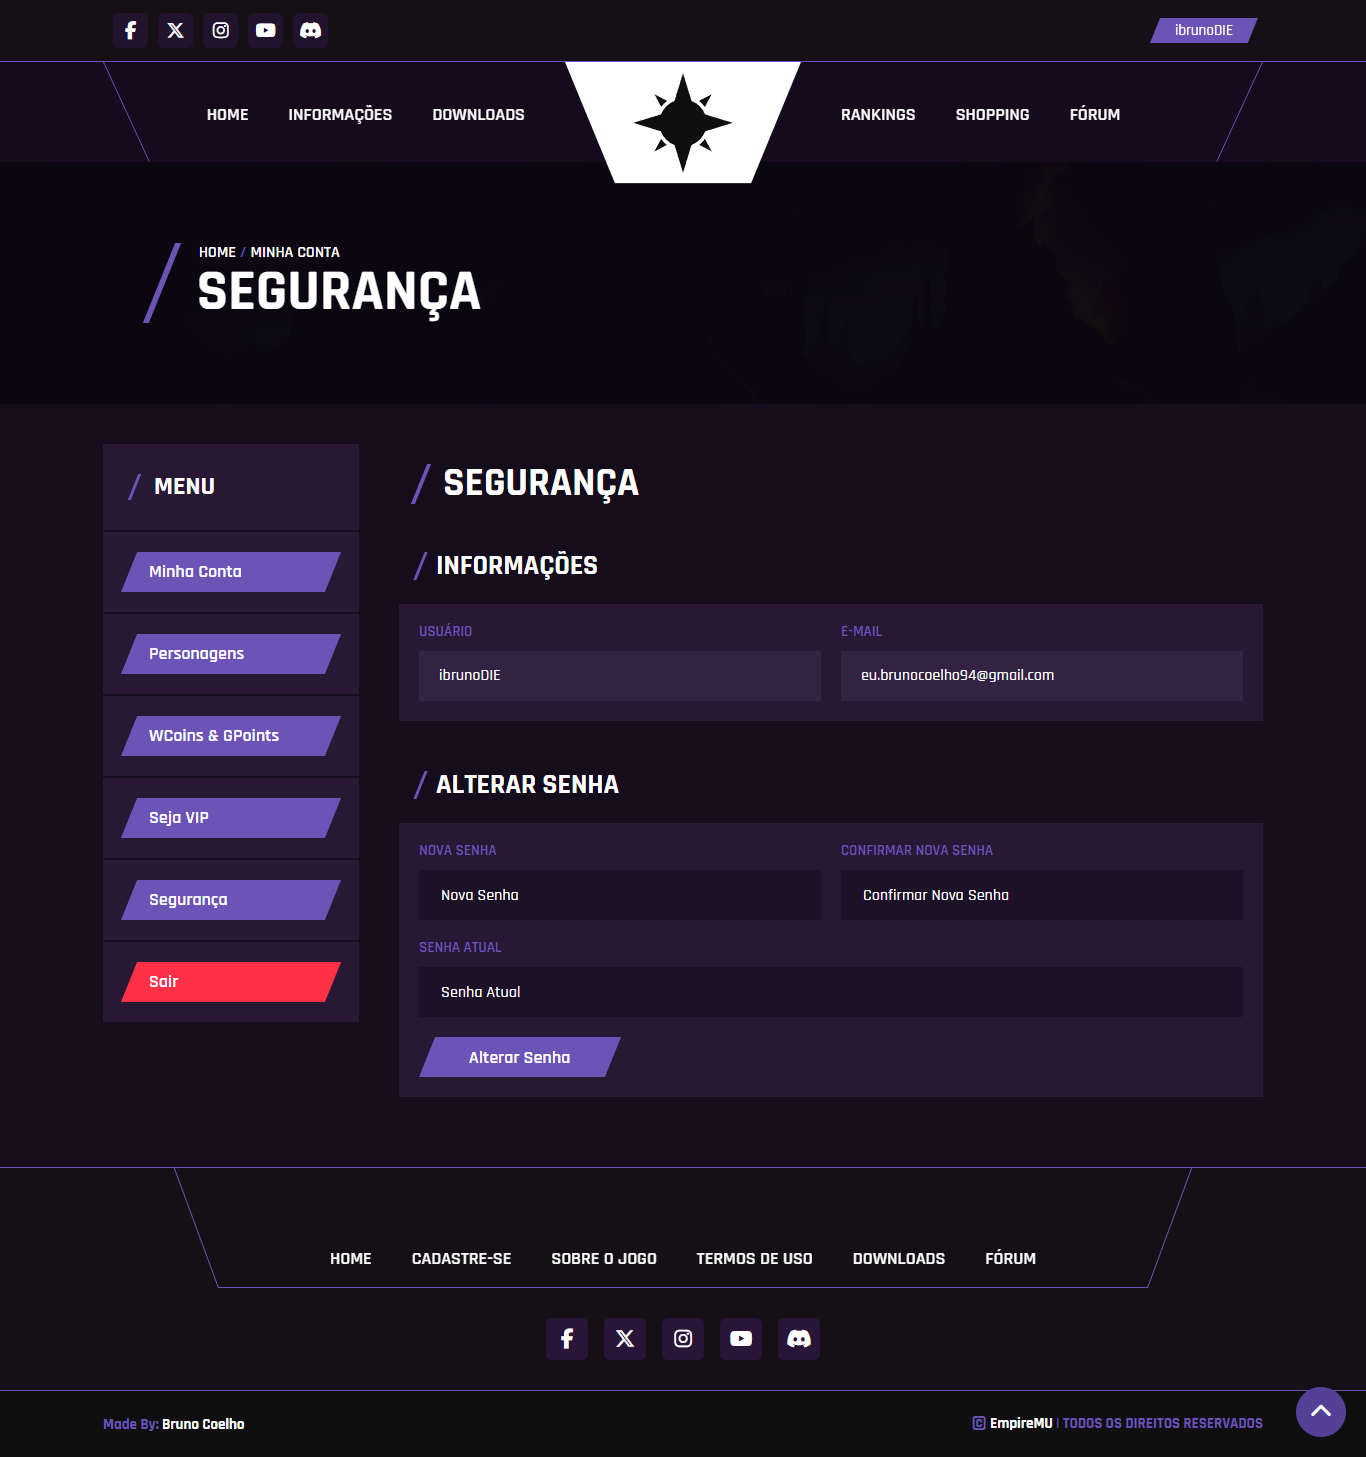 ibrunoDIE
HOME INFORMAÇÕES DOWNLOADS RANKINGS SHOPPING FÓRUM
HOME / MINHA CONTA
SEGURANÇA
MENU
Minha Conta
Personagens
WCoins & GPoints
Seja VIP
Segurança
Sair
SEGURANÇA
INFORMAÇÕES
USUÁRIO E-MAIL
ibrunoDIE eu.brunocoelho94@gmail.com
ALTERAR SENHA
NOVA SENHA CONFIRMAR NOVA SENHA
Nova Senha Confirmar Nova Senha
SENHA ATUAL
Senha Atual
Alterar Senha
HOME CADASTRE-SE SOBRE O JOGO TERMOS DE USO DOWNLOADS FÓRUM
Made By: Bruno Coelho
© EmpireMU | TODOS OS DIREITOS RESERVADOS